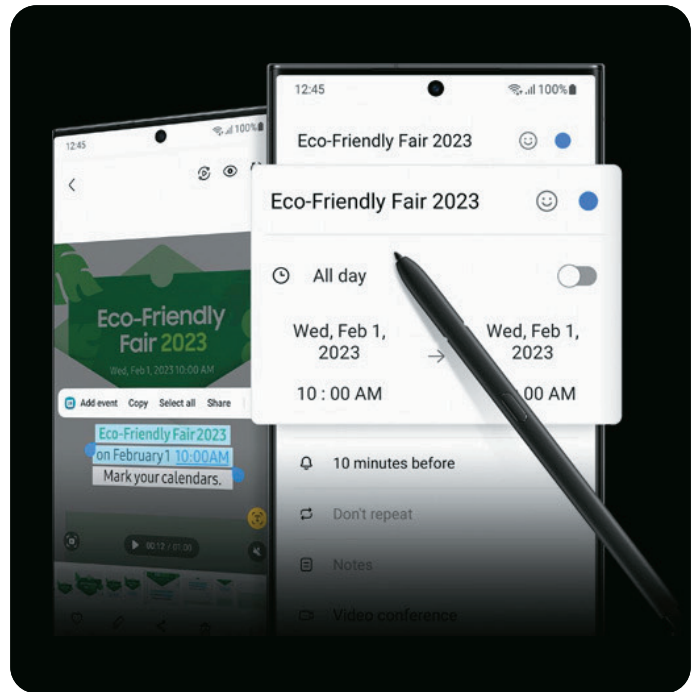 12:45
100%
Eco-Friendly
Fair 2023
Wed, Feb 1, 2023 10:00 AM
Add event Copy Select all Share
Eco-Friendly Fair 2023
on February 1 10:00AM
Mark your calendars.
00:12 / 01:00
12:45
100%
Eco-Friendly Fair 2023
Eco-Friendly Fair 2023
All day
Wed, Feb 1,
2023
10 : 00 AM
Wed, Feb 1,
2023
00 AM
10 minutes before
Don't repeat
Notes
Video conference